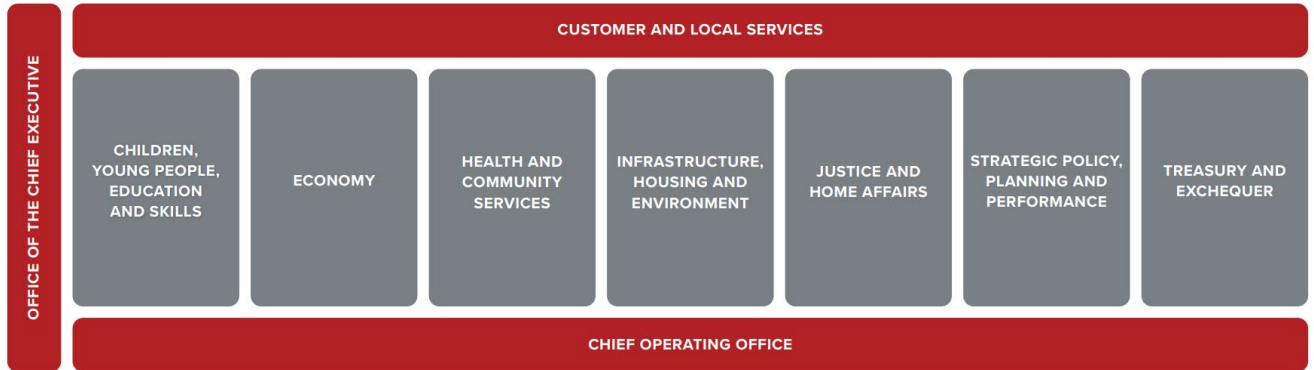 OFFICE OF THE CHIEF EXECUTIVE
CUSTOMER AND LOCAL SERVICES
CHILDREN,
YOUNG PEOPLE,
EDUCATION
AND SKILLS
ECONOMY
HEALTH AND
COMMUNITY
SERVICES
INFRASTRUCTURE,
HOUSING AND
ENVIRONMENT
JUSTICE AND
HOME AFFAIRS
STRATEGIC POLICY,
PLANNING AND
PERFORMANCE
TREASURY AND
EXCHEQUER
CHIEF OPERATING OFFICE